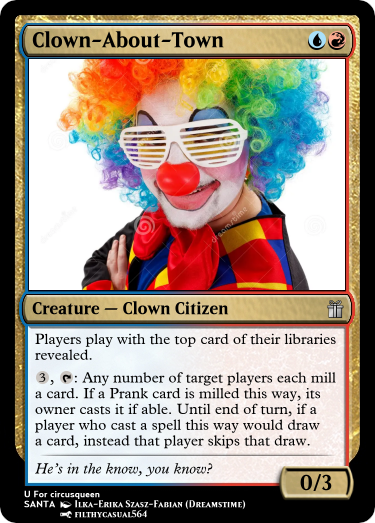 Clown-About-Town
Creature — Clown Citizen
Players play with the top card of their libraries
revealed.
3, : Any number of target players each mill
a card. If a Prank card is milled this way, its
owner casts it if able. Until end of turn, if a
player who cast a spell this way would draw
a card, instead that player skips that draw.
He's in the know, you know?
0/3
U For circusqueen
SANTA Ilka-Erika Szasz-Fabian (Dreamstime)
filthycasual564